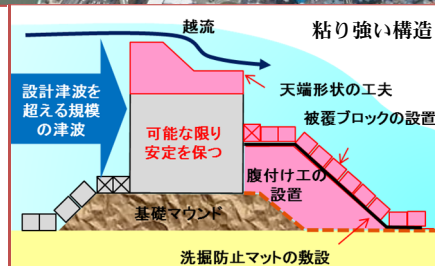 越流
粘り強い構造
設計津波を
超える規模
の津波
天端形状の工夫
被覆ブロックの設置
可能な限り
安定を保つ
腹付け工の
設置
基礎マウンド
洗掘防止マットの敷設